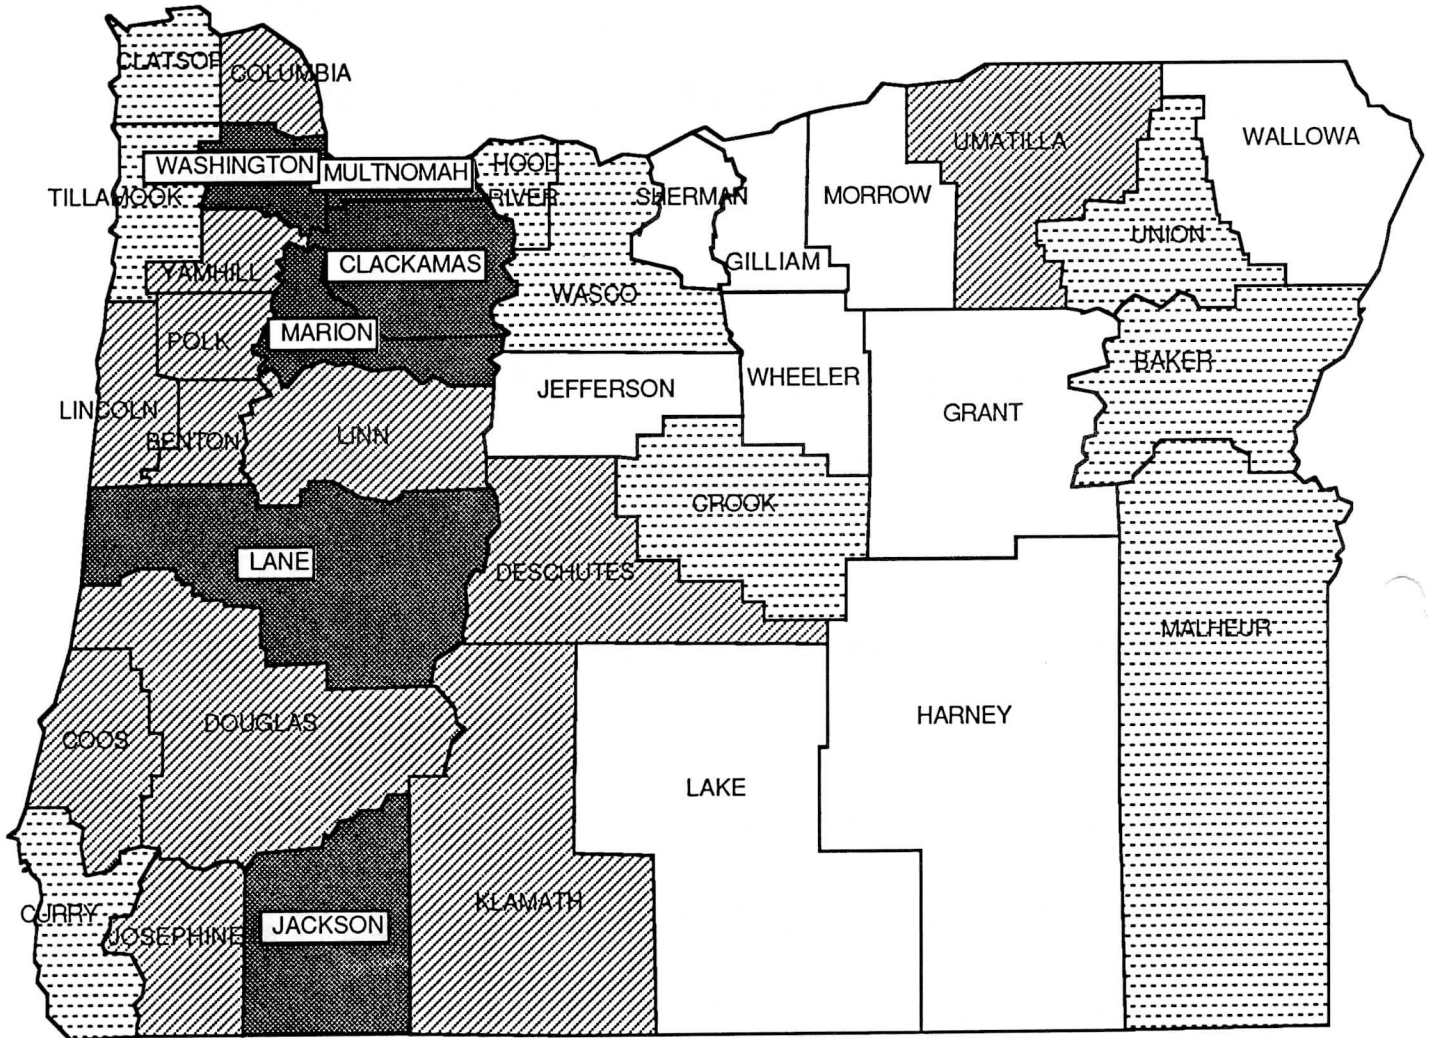 CLATSOP
COLUMBIA
WASHINGTON
MULTNOMAH
HOOD
RIVER
TILLAMOOK
SHERMAN
MORROW
UMATILLA
WALLOWA
UNION
YAMHILL
CLACKAMAS
GILLIAM
WASCO
MARION
POLK
BAKER
JEFFERSON
WHEELER
GRANT
LINCOLN
BENTON
LINN
CROOK
LANE
DESCHUTES
MALHEUR
COOS
DOUGLAS
HARNEY
LAKE
CURRY
JOSEPHINE
JACKSON
KLAMATH